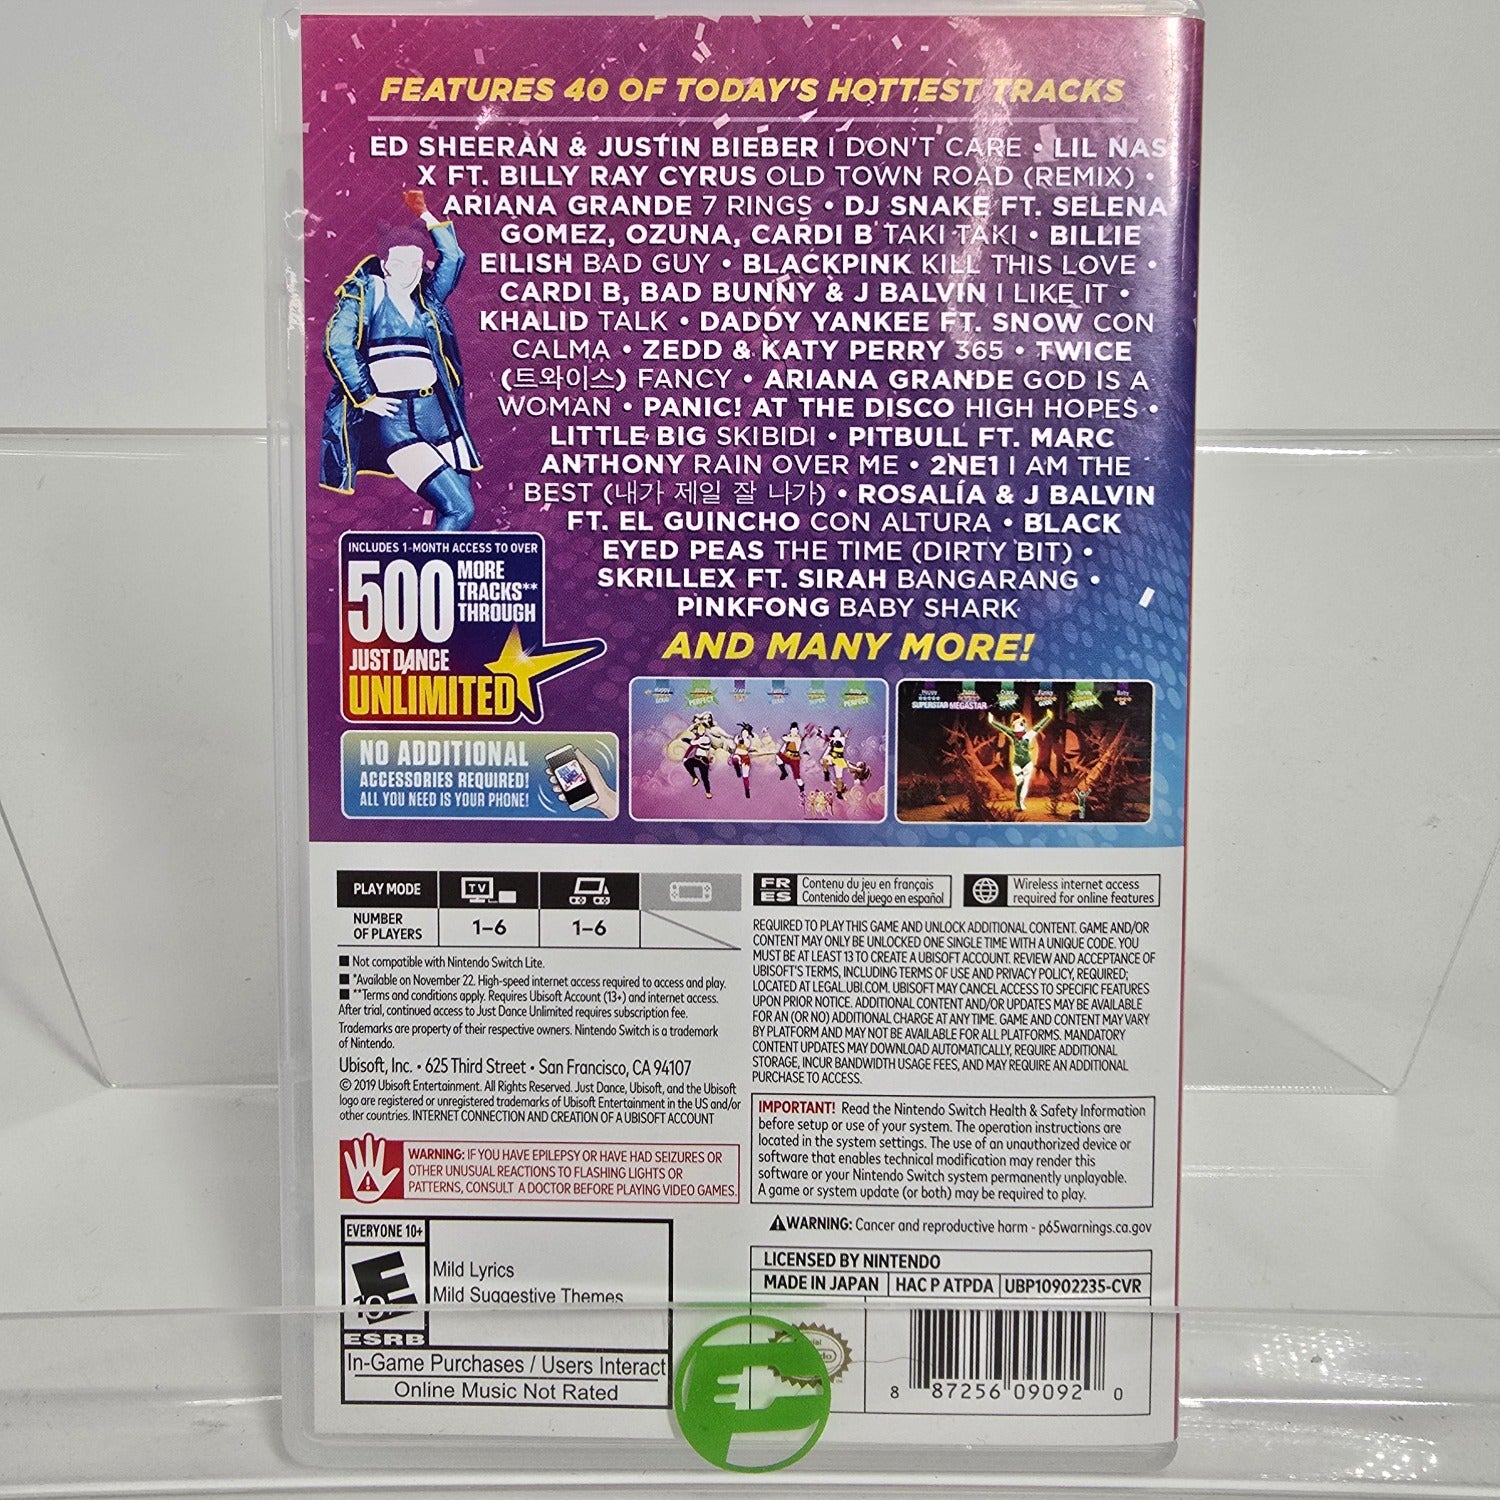 FEATURES 40 OF TODAY'S HOTTEST TRACKS
ED SHEERAN & JUSTIN BIEBER I DON'T CARE • LIL NAS
X FT. BILLY RAY CYRUS OLD TOWN ROAD (REMIX) •
ARIANA GRANDE 7 RINGS • DJ SNAKE FT. SELENA
GOMEZ, OZUNA, CARDI B TAKI TAKI • BILLIE
EILISH BAD GUY • BLACKPINK KILL THIS LOVE •
CARDI B, BAD BUNNY & J BALVIN I LIKE IT •
KHALID TALK • DADDY YANKEE FT. SNOW CON
CALMA • ZEDD & KATY PERRY 365 • TWICE
(트와이스) FANCY • ARIANA GRANDE GOD IS A
WOMAN • PANIC! AT THE DISCO HIGH HOPES •
LITTLE BIG SKIBIDI • PITBULL FT. MARC
ANTHONY RAIN OVER ME • 2NE1 I AM THE
BEST (내가 제일 잘 나가) • ROSALÍA & J BALVIN
FT. EL GUINCHO CON ALTURA • BLACK
EYED PEAS THE TIME (DIRTY BIT) •
SKRILLEX FT. SIRAH BANGARANG •
PINKFONG BABY SHARK
AND MANY MORE!
INCLUDES 1-MONTH ACCESS TO OVER
500 MORE
TRACKS**
THROUGH
JUST DANCE
UNLIMITED
NO ADDITIONAL
ACCESSORIES REQUIRED!
ALL YOU NEED IS YOUR PHONE!
SUPERSTAR MEGASTAR
PLAY MODE
TV
NUMBER
OF PLAYERS
1-6
1-6
Not compatible with Nintendo Switch Lite.
*Available on November 22. High-speed internet access required to access and play.
**Terms and conditions apply. Requires Ubisoft Account (13+) and internet access.
After trial, continued access to Just Dance Unlimited requires subscription fee.
Trademarks are property of their respective owners. Nintendo Switch is a trademark
of Nintendo.
Ubisoft, Inc. • 625 Third Street • San Francisco, CA 94107
© 2019 Ubisoft Entertainment. All Rights Reserved. Just Dance, Ubisoft, and the Ubisoft
logo are registered or unregistered trademarks of Ubisoft Entertainment in the US and/or
other countries. INTERNET CONNECTION AND CREATION OF A UBISOFT ACCOUNT
WARNING: IF YOU HAVE EPILEPSY OR HAVE HAD SEIZURES OR
OTHER UNUSUAL REACTIONS TO FLASHING LIGHTS OR
PATTERNS, CONSULT A DOCTOR BEFORE PLAYING VIDEO GAMES.
EVERYONE 10+
E
10+
ESRB
Mild Lyrics
Mild Suggestive Themes
In-Game Purchases / Users Interact
Online Music Not Rated
FR
ES
Contenu du jeu en français
Contenido del juego en español
Wireless internet access
required for online features
REQUIRED TO PLAY THIS GAME AND UNLOCK ADDITIONAL CONTENT. GAME AND/OR
CONTENT MAY ONLY BE UNLOCKED ONE SINGLE TIME WITH A UNIQUE CODE. YOU
MUST BE AT LEAST 13 TO CREATE A UBISOFT ACCOUNT. REVIEW AND ACCEPTANCE OF
UBISOFT'S TERMS, INCLUDING TERMS OF USE AND PRIVACY POLICY, REQUIRED;
LOCATED AT LEGAL.UBI.COM. UBISOFT MAY CANCEL ACCESS TO SPECIFIC FEATURES
UPON PRIOR NOTICE. ADDITIONAL CONTENT AND/OR UPDATES MAY BE AVAILABLE
FOR AN (OR NO) ADDITIONAL CHARGE AT ANY TIME. GAME AND CONTENT MAY VARY
BY PLATFORM AND MAY NOT BE AVAILABLE FOR ALL PLATFORMS. MANDATORY
CONTENT UPDATES MAY DOWNLOAD AUTOMATICALLY, REQUIRE ADDITIONAL
STORAGE, INCUR BANDWIDTH USAGE FEES, AND MAY REQUIRE AN ADDITIONAL
PURCHASE TO ACCESS.
IMPORTANT! Read the Nintendo Switch Health & Safety Information
before setup or use of your system. The operation instructions are
located in the system settings. The use of an unauthorized device or
software that enables technical modification may render this
software or your Nintendo Switch system permanently unplayable.
A game or system update (or both) may be required to play.
WARNING: Cancer and reproductive harm - p65warnings.ca.gov
LICENSED BY NINTENDO
MADE IN JAPAN HAC P ATPDA UBP10902235-CVR
8 87256 09092 0